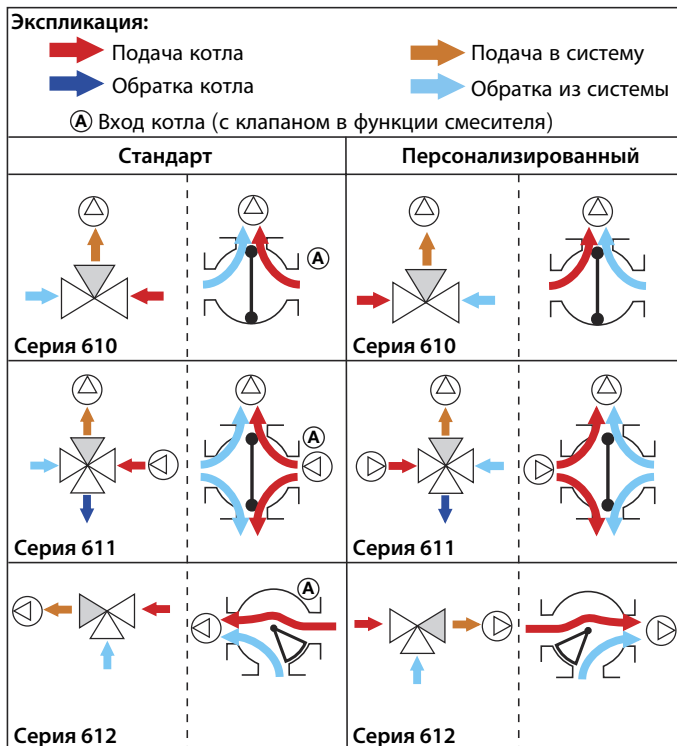 Экспликация:
Подача котла
Подача в систему
Обратка котла
Обратка из системы
A Вход котла (с клапаном в функции смесителя)
Стандарт
Персонализированный
A
Серия 610
Серия 610
A
Серия 611
Серия 611
A
Серия 612
Серия 612